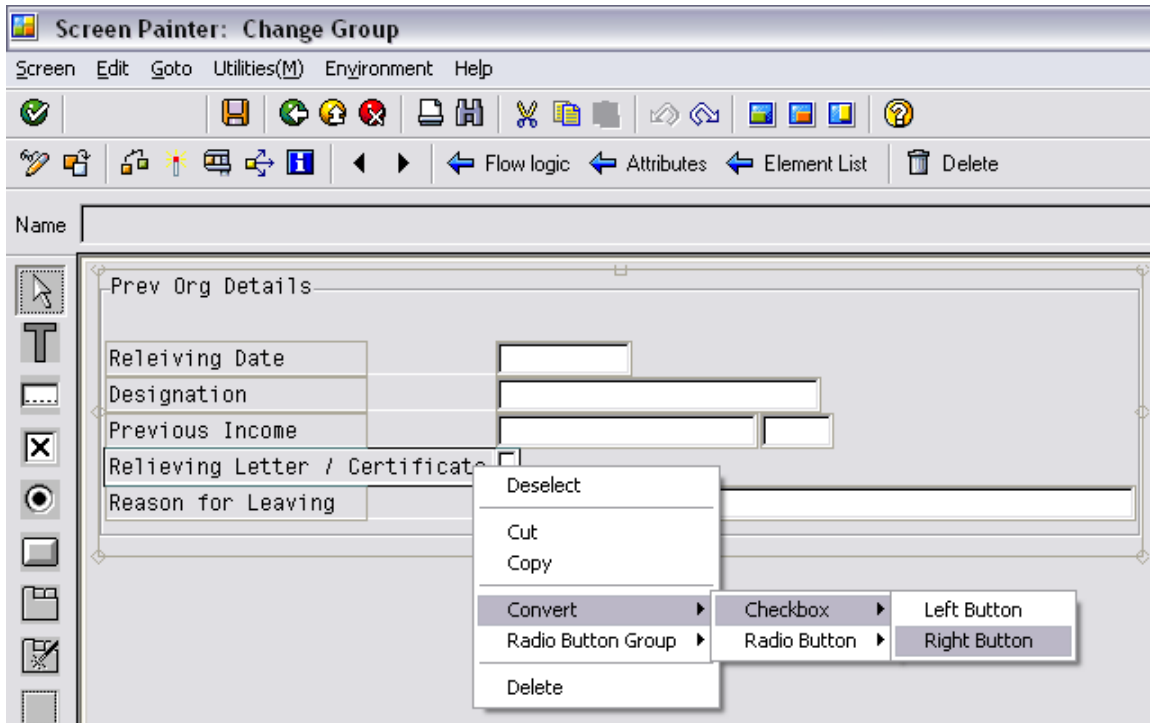 Screen Painter: Change Group
Screen Edit Goto Utilities(M) Environment Help
Flow logic Attributes Element List Delete
Name
Prev Org Details
Releiving Date
Designation
Previous Income
Relieving Letter / Certificate
Reason for Leaving
Deselect
Cut
Copy
Convert Checkbox Left Button
Radio Button Group Radio Button Right Button
Delete